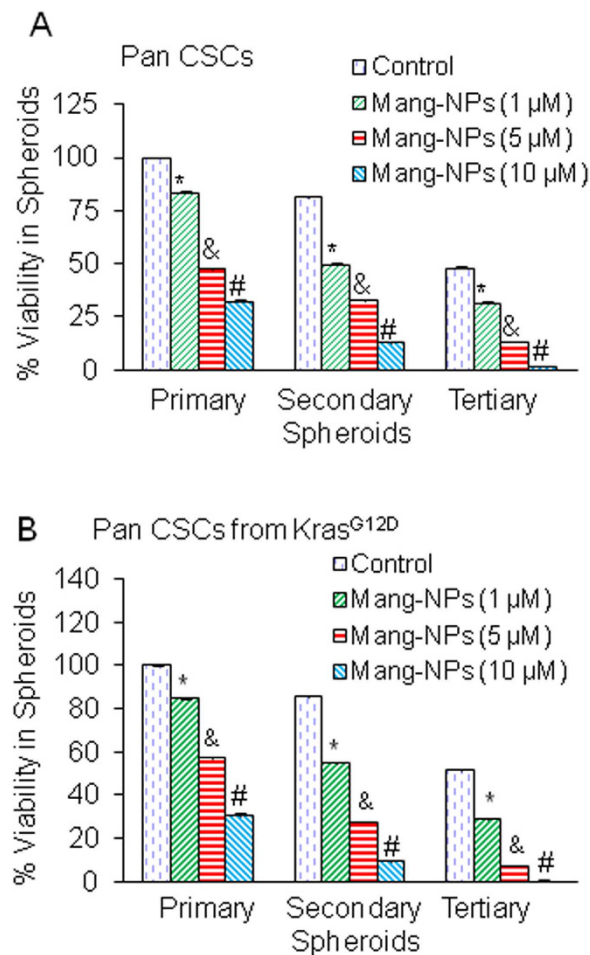 A
Pan CSCs
Control
Mang-NPs (1 µM)
Mang-NPs (5 µM)
Mang-NPs (10 µM)
% Viability in Spheroids
125
100
75
50
25
0
*
&
#
*
&
#
*
&
#
Primary
Secondary
Tertiary
Spheroids
B
Pan CSCs from Kras^G12D
Control
Mang-NPs (1 µM)
Mang-NPs (5 µM)
Mang-NPs (10 µM)
% Viability in Spheroids
140
120
100
80
60
40
20
0
*
&
#
*
&
#
*
&
#
Primary
Secondary
Tertiary
Spheroids